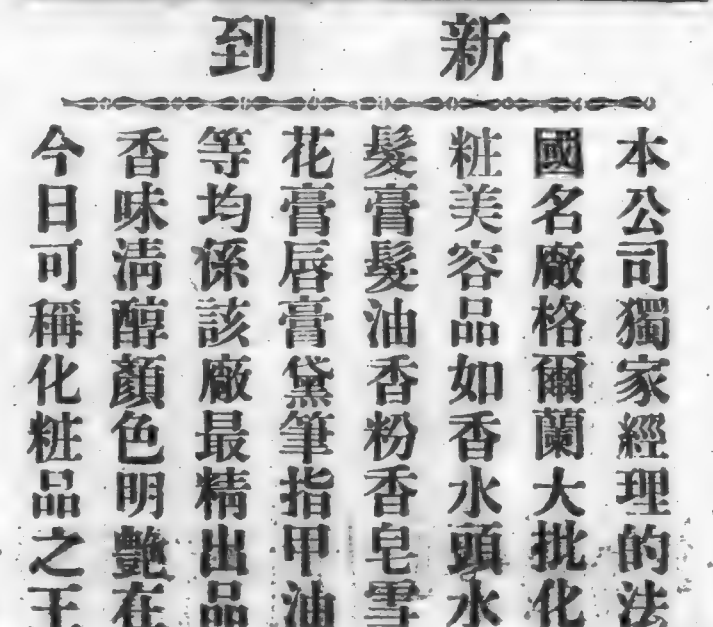 新到
本公司獨家經理的法
國名廠格爾蘭大批化
粧美容品如香水頭水
髮膏髮油香粉香皂雪
花膏唇膏黛筆指甲油
等均係該廠最精出品
香味淸醇顏色明艶在
今日可稱化粧品之王